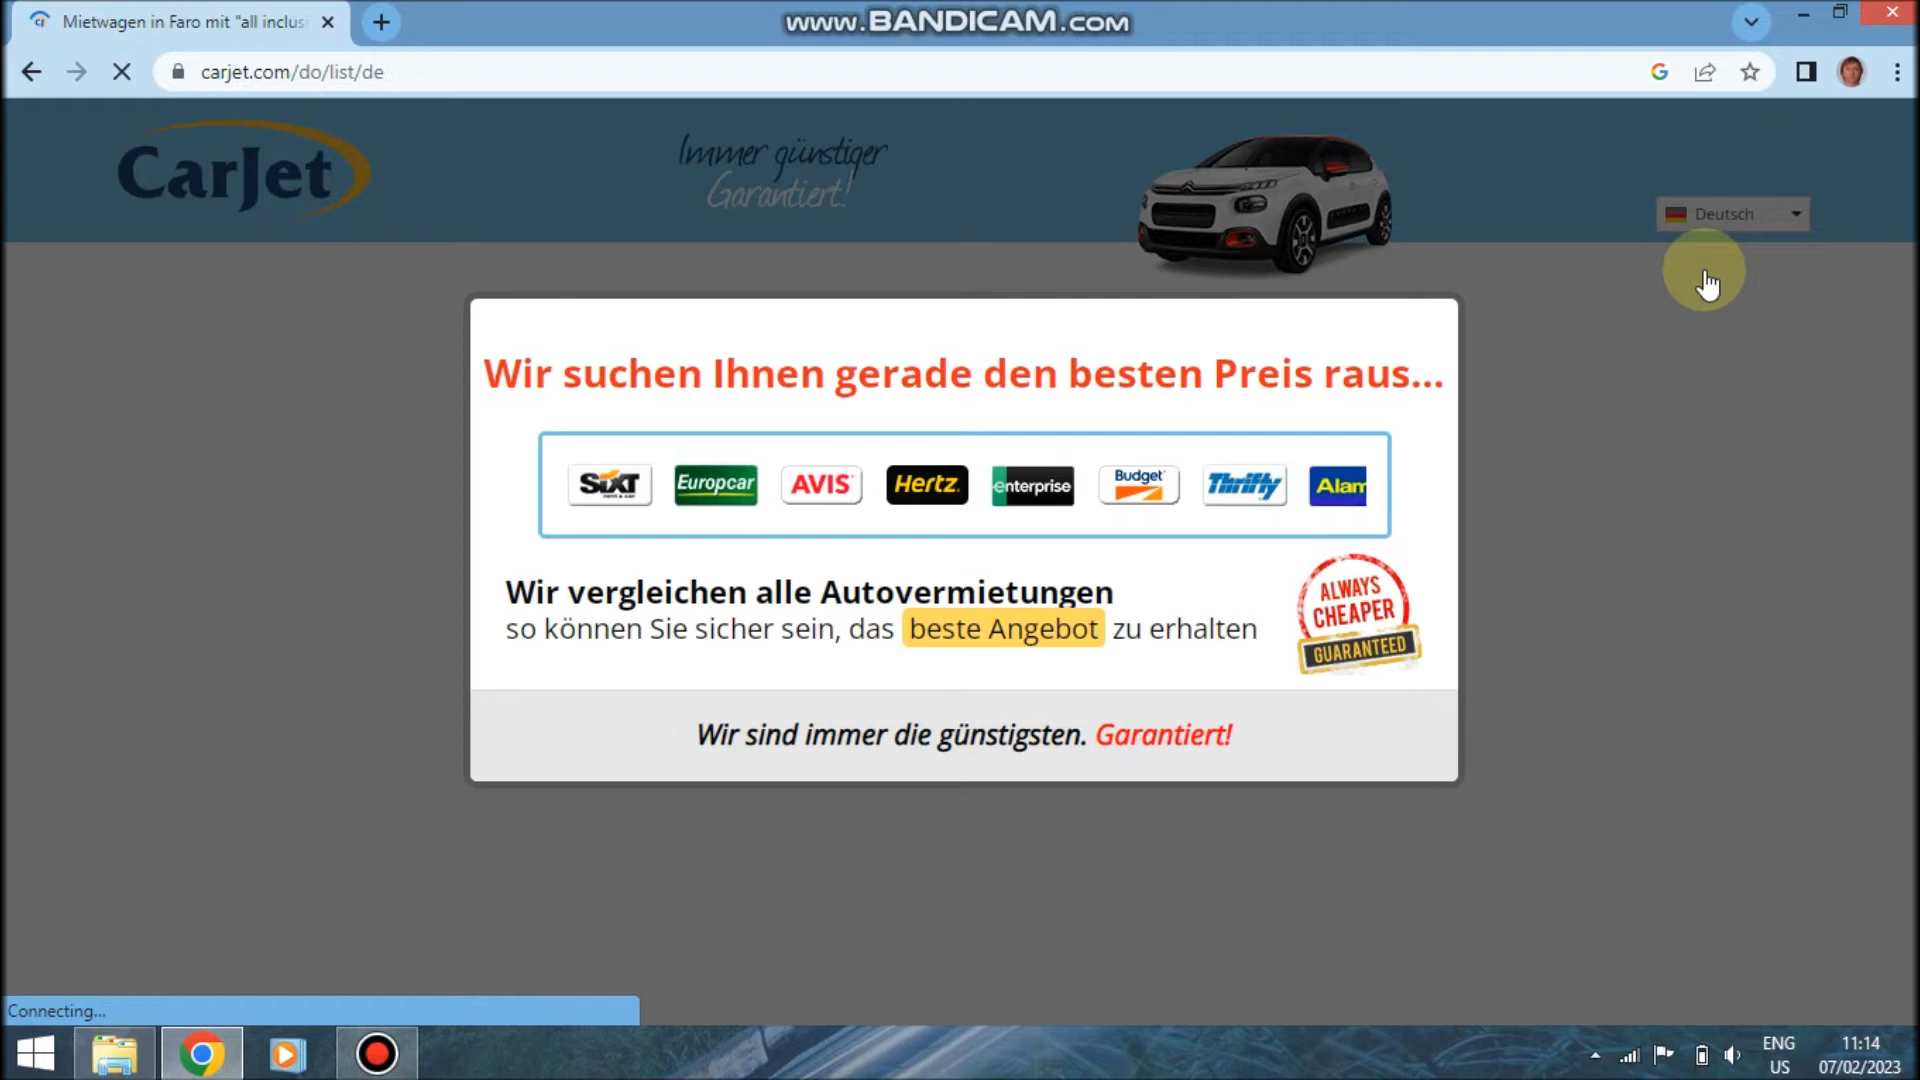 Mietwagen in Faro mit "all inclus
www.BANDICAM.com
carjet.com/do/list/de
CarJet
Immer günstiger
Garantiert!
Deutsch
Wir suchen Ihnen gerade den besten Preis raus...
SIXT
rent a car
Europcar
AVIS
Hertz.
enterprise
Budget
Thrifty
Alam
Wir vergleichen alle Autovermietungen
so können Sie sicher sein, das beste Angebot zu erhalten
ALWAYS
CHEAPER
GUARANTEED
Wir sind immer die günstigsten. Garantiert!
Connecting...
ENG
US
11:14
07/02/2023